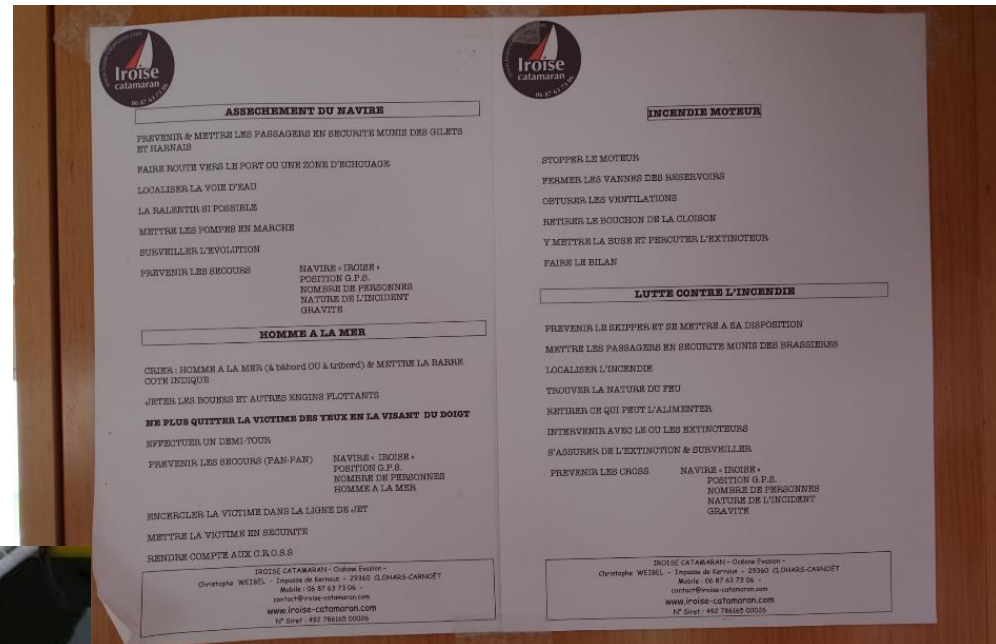 Iroise
catamaran
06 87 63 73 06
ASSECHEMENT DU NAVIRE
PREVENIR & METTRE LES PASSAGERS EN SECURITE MUNIS DES GILETS
ET HARNAIS
FAIRE ROUTE VERS LE PORT OU UNE ZONE D'ECHOUAGE
LOCALISER LA VOIE D'EAU
LA RALENTIR SI POSSIBLE
METTRE LES POMPES EN MARCHE
SURVEILLER L'EVOLUTION
PREVENIR LES SECOURS NAVIRE « IROISE »
POSITION G.P.S.
NOMBRE DE PERSONNES
NATURE DE L'INCIDENT
GRAVITE
HOMME A LA MER
CRIER : HOMME A LA MER (à bâbord OU à tribord) & METTRE LA BARRE
COTE INDIQUE
JETER LES BOUEES ET AUTRES ENGINS FLOTTANTS
NE PLUS QUITTER LA VICTIME DES YEUX EN LA VISANT DU DOIGT
EFFECTUER UN DEMI-TOUR
PREVENIR LES SECOURS (PAN-PAN) NAVIRE « IROISE »
POSITION G.P.S.
NOMBRE DE PERSONNES
HOMME A LA MER
ENCERCLER LA VICTIME DANS LA LIGNE DE JET
METTRE LA VICTIME EN SECURITE
RENDRE COMPTE AUX C.R.O.S.S
IROISE CATAMARAN – Océane Evasion –
Christophe WEIBEL – Impasse de Kernous – 29360 CLOHARS-CARNOËT
Mobile : 06 87 63 73 06 -
contact@iroise-catamaran.com
www.iroise-catamaran.com
N° Siret : 492 786165 00026
Iroise
catamaran
06 87 63 73 06
INCENDIE MOTEUR
STOPPER LE MOTEUR
FERMER LES VANNES DES RESERVOIRS
OBTURER LES VENTILATIONS
RETIRER LE BOUCHON DE LA CLOISON
Y METTRE LA BUSE ET PERCUTER L'EXTINCTEUR
FAIRE LE BILAN
LUTTE CONTRE L'INCENDIE
PREVENIR LE SKIPPER ET SE METTRE A SA DISPOSITION
METTRE LES PASSAGERS EN SECURITE MUNIS DES BRASSIERES
LOCALISER L'INCENDIE
TROUVER LA NATURE DU FEU
RETIRER CE QUI PEUT L'ALIMENTER
INTERVENIR AVEC LE OU LES EXTINCTEURS
S'ASSURER DE L'EXTINCTION & SURVEILLER
PREVENIR LES CROSS NAVIRE « IROISE »
POSITION G.P.S.
NOMBRE DE PERSONNES
NATURE DE L'INCIDENT
GRAVITE
IROISE CATAMARAN – Océane Evasion –
Christophe WEIBEL – Impasse de Kernous – 29360 CLOHARS-CARNOËT
Mobile : 06 87 63 73 06 -
contact@iroise-catamaran.com
www.iroise-catamaran.com
N° Siret : 492 786165 00026